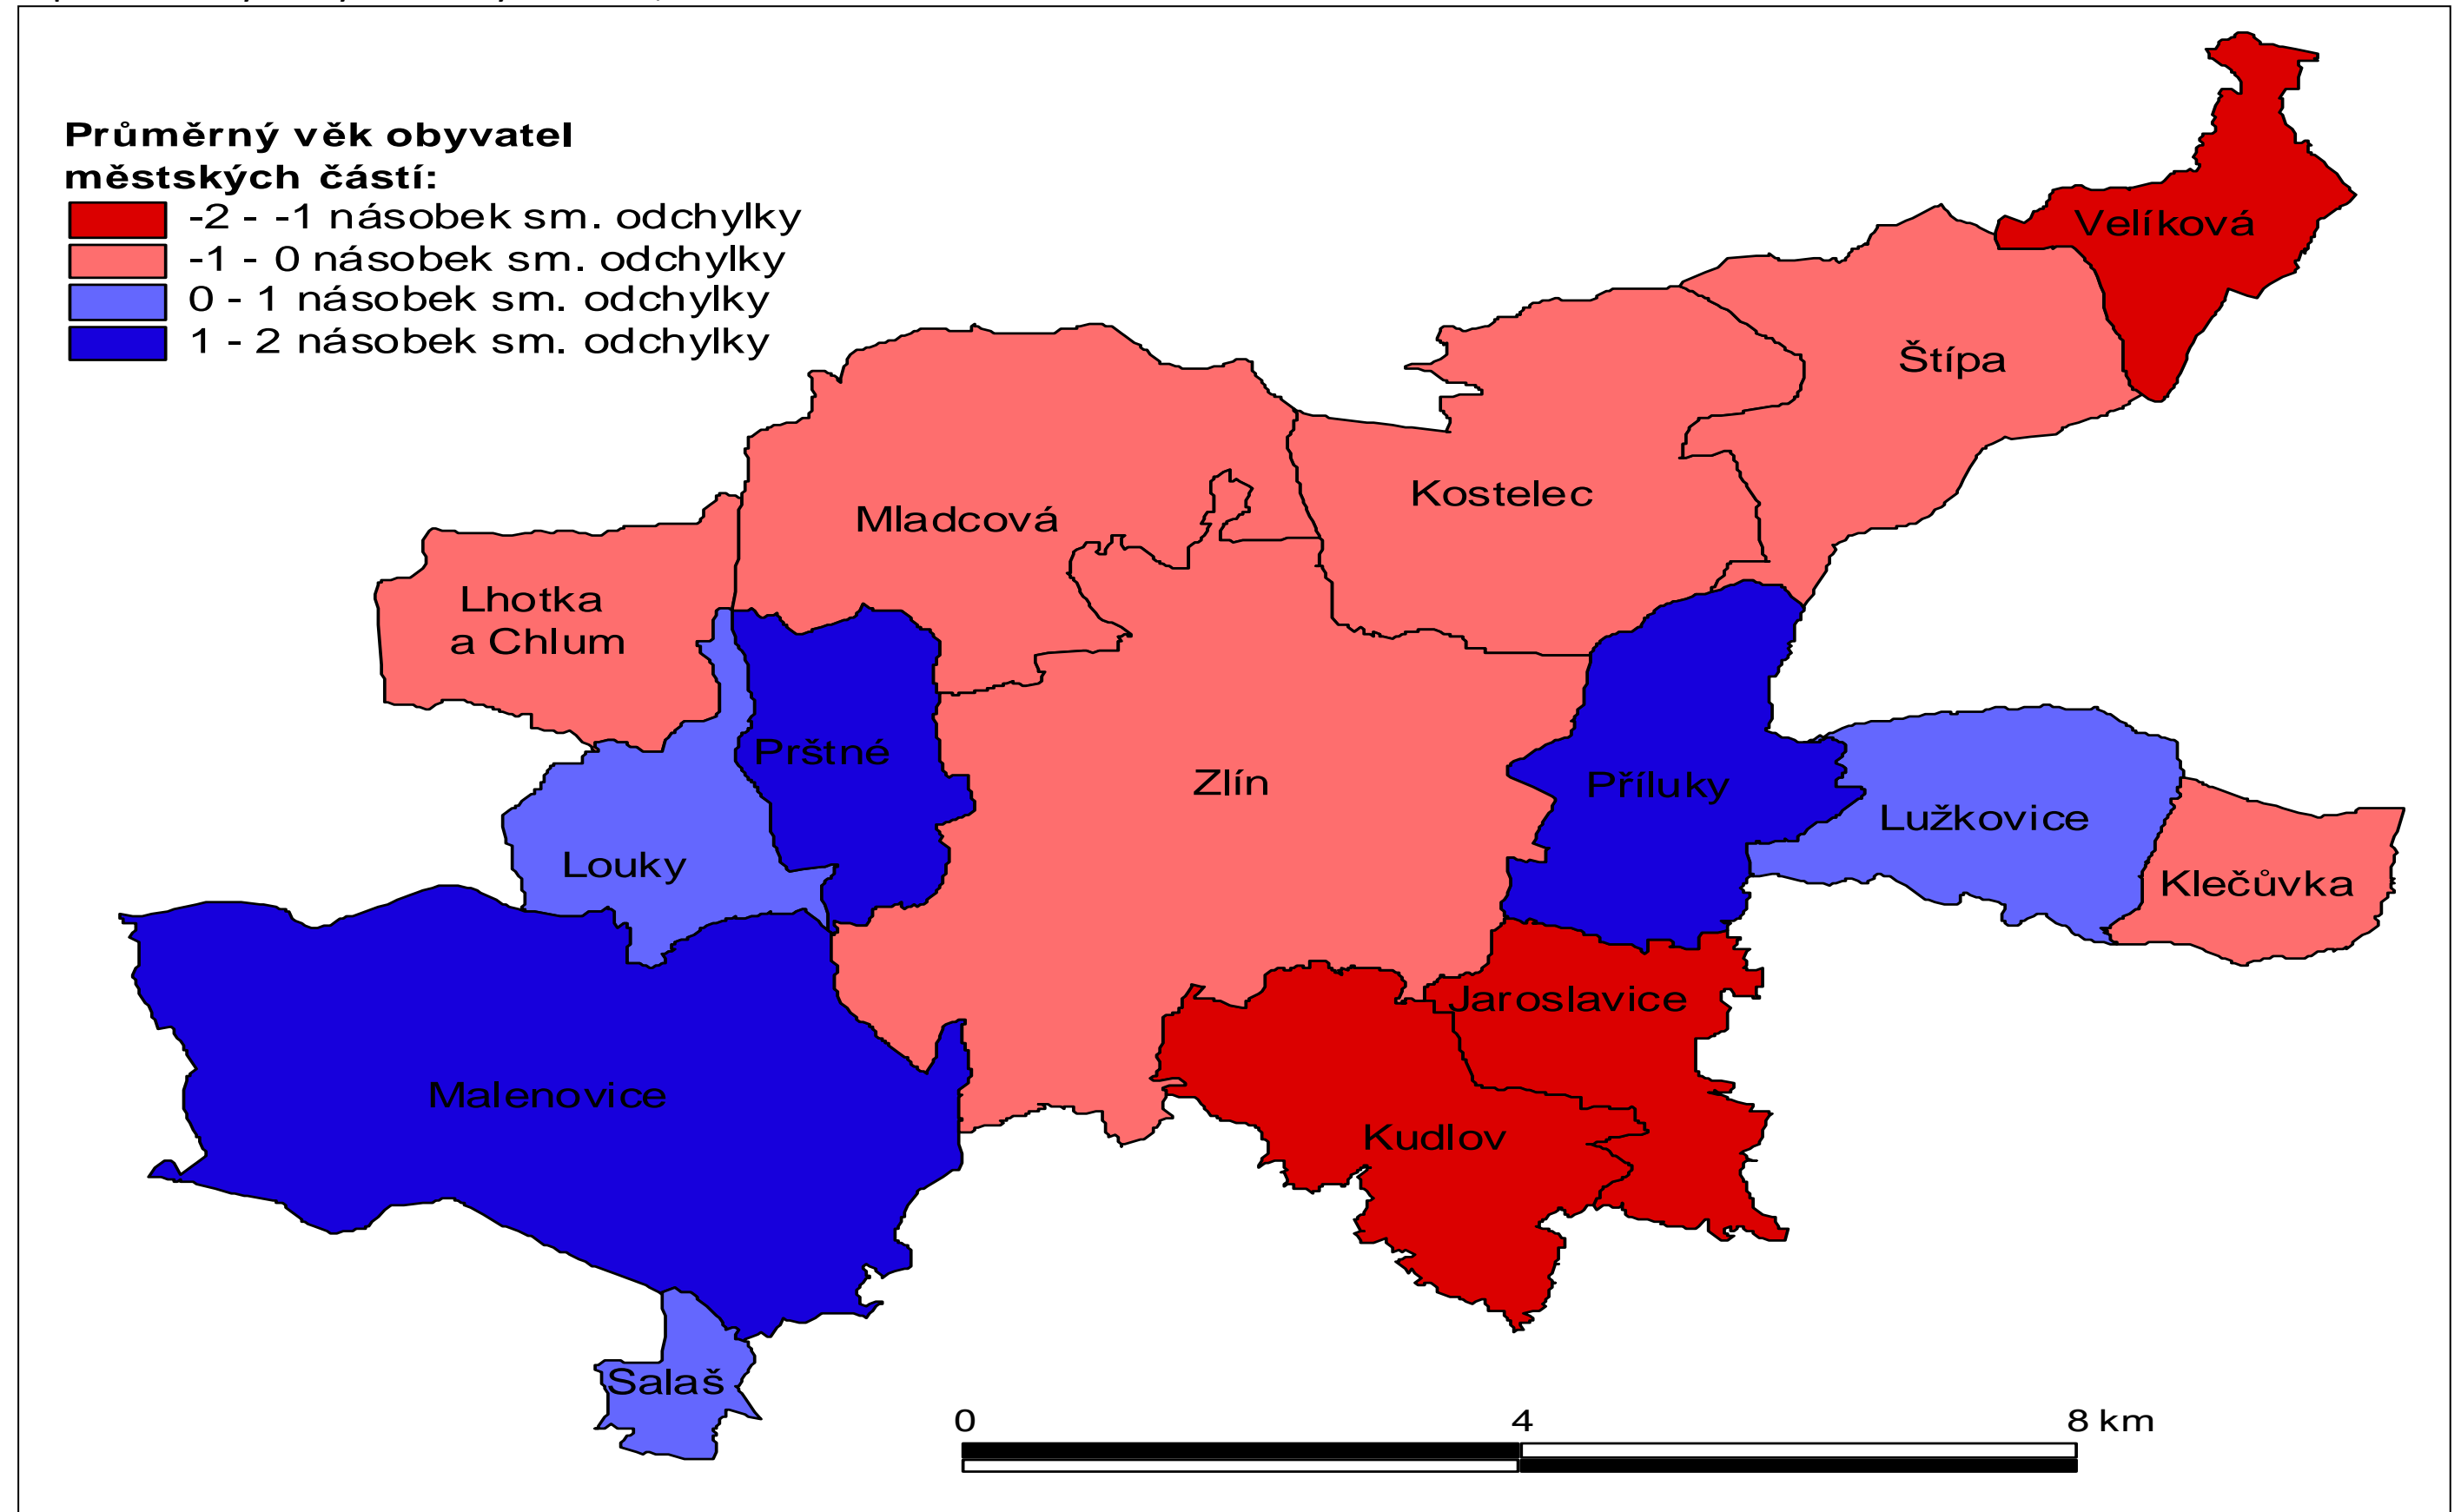 Průměrný věk obyvatel
městských částí:
-2 - -1 násobek sm. odchylky
-1 - 0 násobek sm. odchylky
0 - 1 násobek sm. odchylky
1 - 2 násobek sm. odchylky
Velíková
Štípa
Kostelec
Mladcová
Lhotka
a Chlum
Prštné
Zlín
Příluky
Lužkovice
Louky
Klečůvka
Jaroslavice
Malenovice
Kudlov
Salaš
0 4 8 km